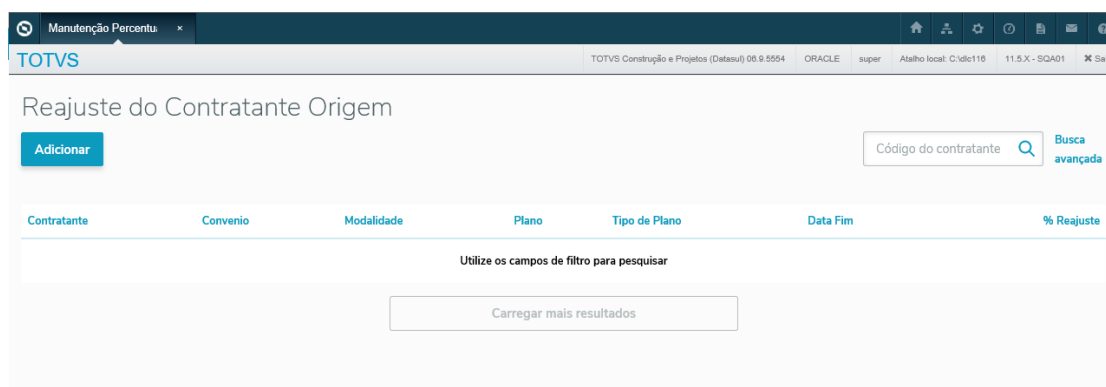 Manutenção Percentu ×
TOTVS
TOTVS Construção e Projetos (Datasul) 06.9.5554 ORACLE super Atalho local: C:\dlc116 11.5.X - SQA01 ✖ Sa
Reajuste do Contratante Origem
Adicionar
Código do contratante
Busca
avançada
Contratante Convenio Modalidade Plano Tipo de Plano Data Fim % Reajuste
Utilize os campos de filtro para pesquisar
Carregar mais resultados